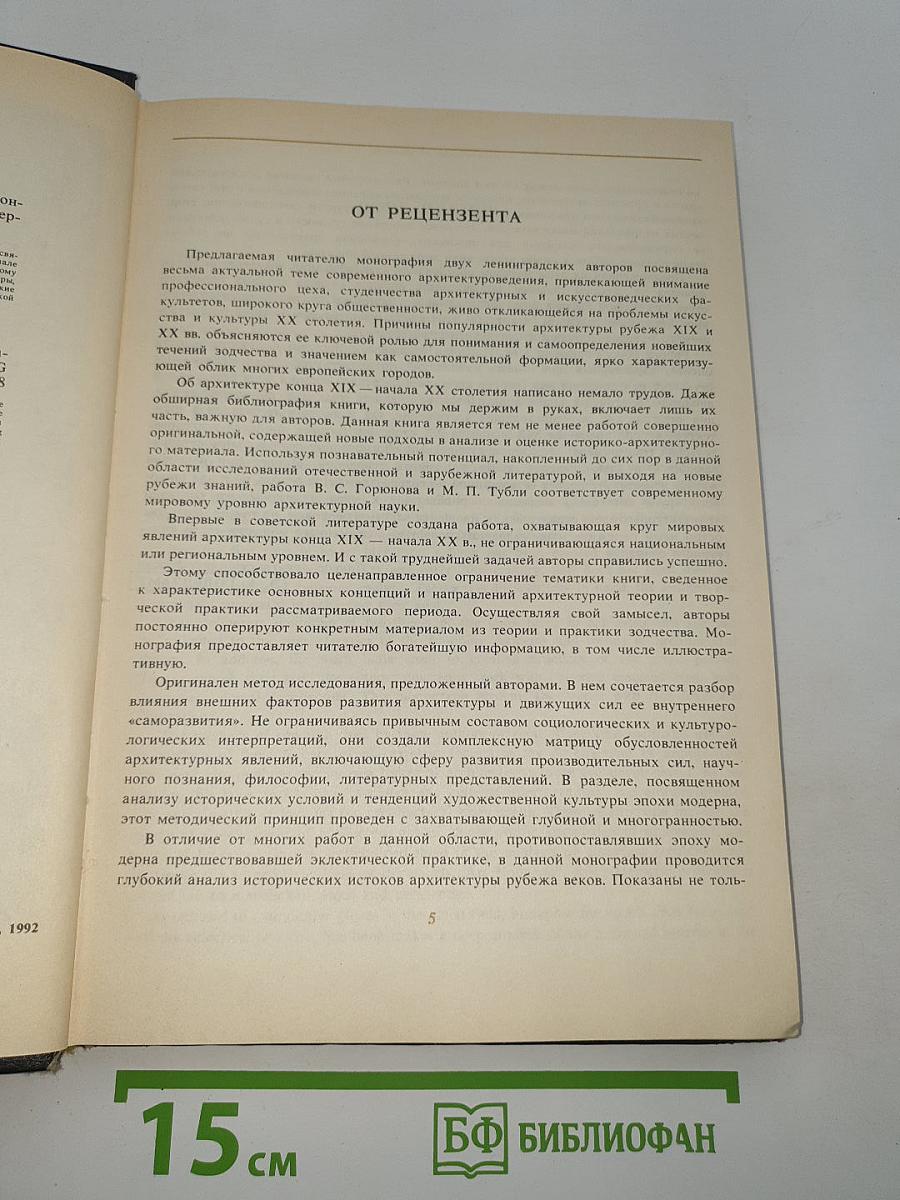 он-
ер-
свя-
але
ому
ры,
кие
кой
G
8
, 1992
ОТ РЕЦЕНЗЕНТА
Предлагаемая читателю монография двух ленинградских авторов посвящена
весьма актуальной теме современного архитектуроведения, привлекающей внимание
профессионального цеха, студенчества архитектурных и искусствоведческих фа-
культетов, широкого круга общественности, живо откликающейся на проблемы искус-
ства и культуры XX столетия. Причины популярности архитектуры рубежа XIX и
XX вв. объясняются ее ключевой ролью для понимания и самоопределения новейших
течений зодчества и значением как самостоятельной формации, ярко характеризу-
ющей облик многих европейских городов.
Об архитектуре конца XIX — начала XX столетия написано немало трудов. Даже
обширная библиография книги, которую мы держим в руках, включает лишь их
часть, важную для авторов. Данная книга является тем не менее работой совершенно
оригинальной, содержащей новые подходы в анализе и оценке историко-архитектурно-
го материала. Используя познавательный потенциал, накопленный до сих пор в данной
области исследований отечественной и зарубежной литературой, и выходя на новые
рубежи знаний, работа В. С. Горюнова и М. П. Тубли соответствует современному
мировому уровню архитектурной науки.
Впервые в советской литературе создана работа, охватывающая круг мировых
явлений архитектуры конца XIX — начала XX в., не ограничивающаяся национальным
или региональным уровнем. И с такой труднейшей задачей авторы справились успешно.
Этому способствовало целенаправленное ограничение тематики книги, сведенное
к характеристике основных концепций и направлений архитектурной теории и твор-
ческой практики рассматриваемого периода. Осуществляя свой замысел, авторы
постоянно оперируют конкретным материалом из теории и практики зодчества. Мо-
нография предоставляет читателю богатейшую информацию, в том числе иллюстра-
тивную.
Оригинален метод исследования, предложенный авторами. В нем сочетается разбор
влияния внешних факторов развития архитектуры и движущих сил ее внутреннего
«саморазвития». Не ограничиваясь привычным составом социологических и культуро-
логических интерпретаций, они создали комплексную матрицу обусловленностей
архитектурных явлений, включающую сферу развития производительных сил, науч-
ного познания, философии, литературных представлений. В разделе, посвященном
анализу исторических условий и тенденций художественной культуры эпохи модерна,
этот методический принцип проведен с захватывающей глубиной и многогранностью.
В отличие от многих работ в данной области, противопоставлявших эпоху мо-
дерна предшествовавшей эклектической практике, в данной монографии проводится
глубокий анализ исторических истоков архитектуры рубежа веков. Показаны не толь-
5
15 см
БФ БИБЛИОФАН